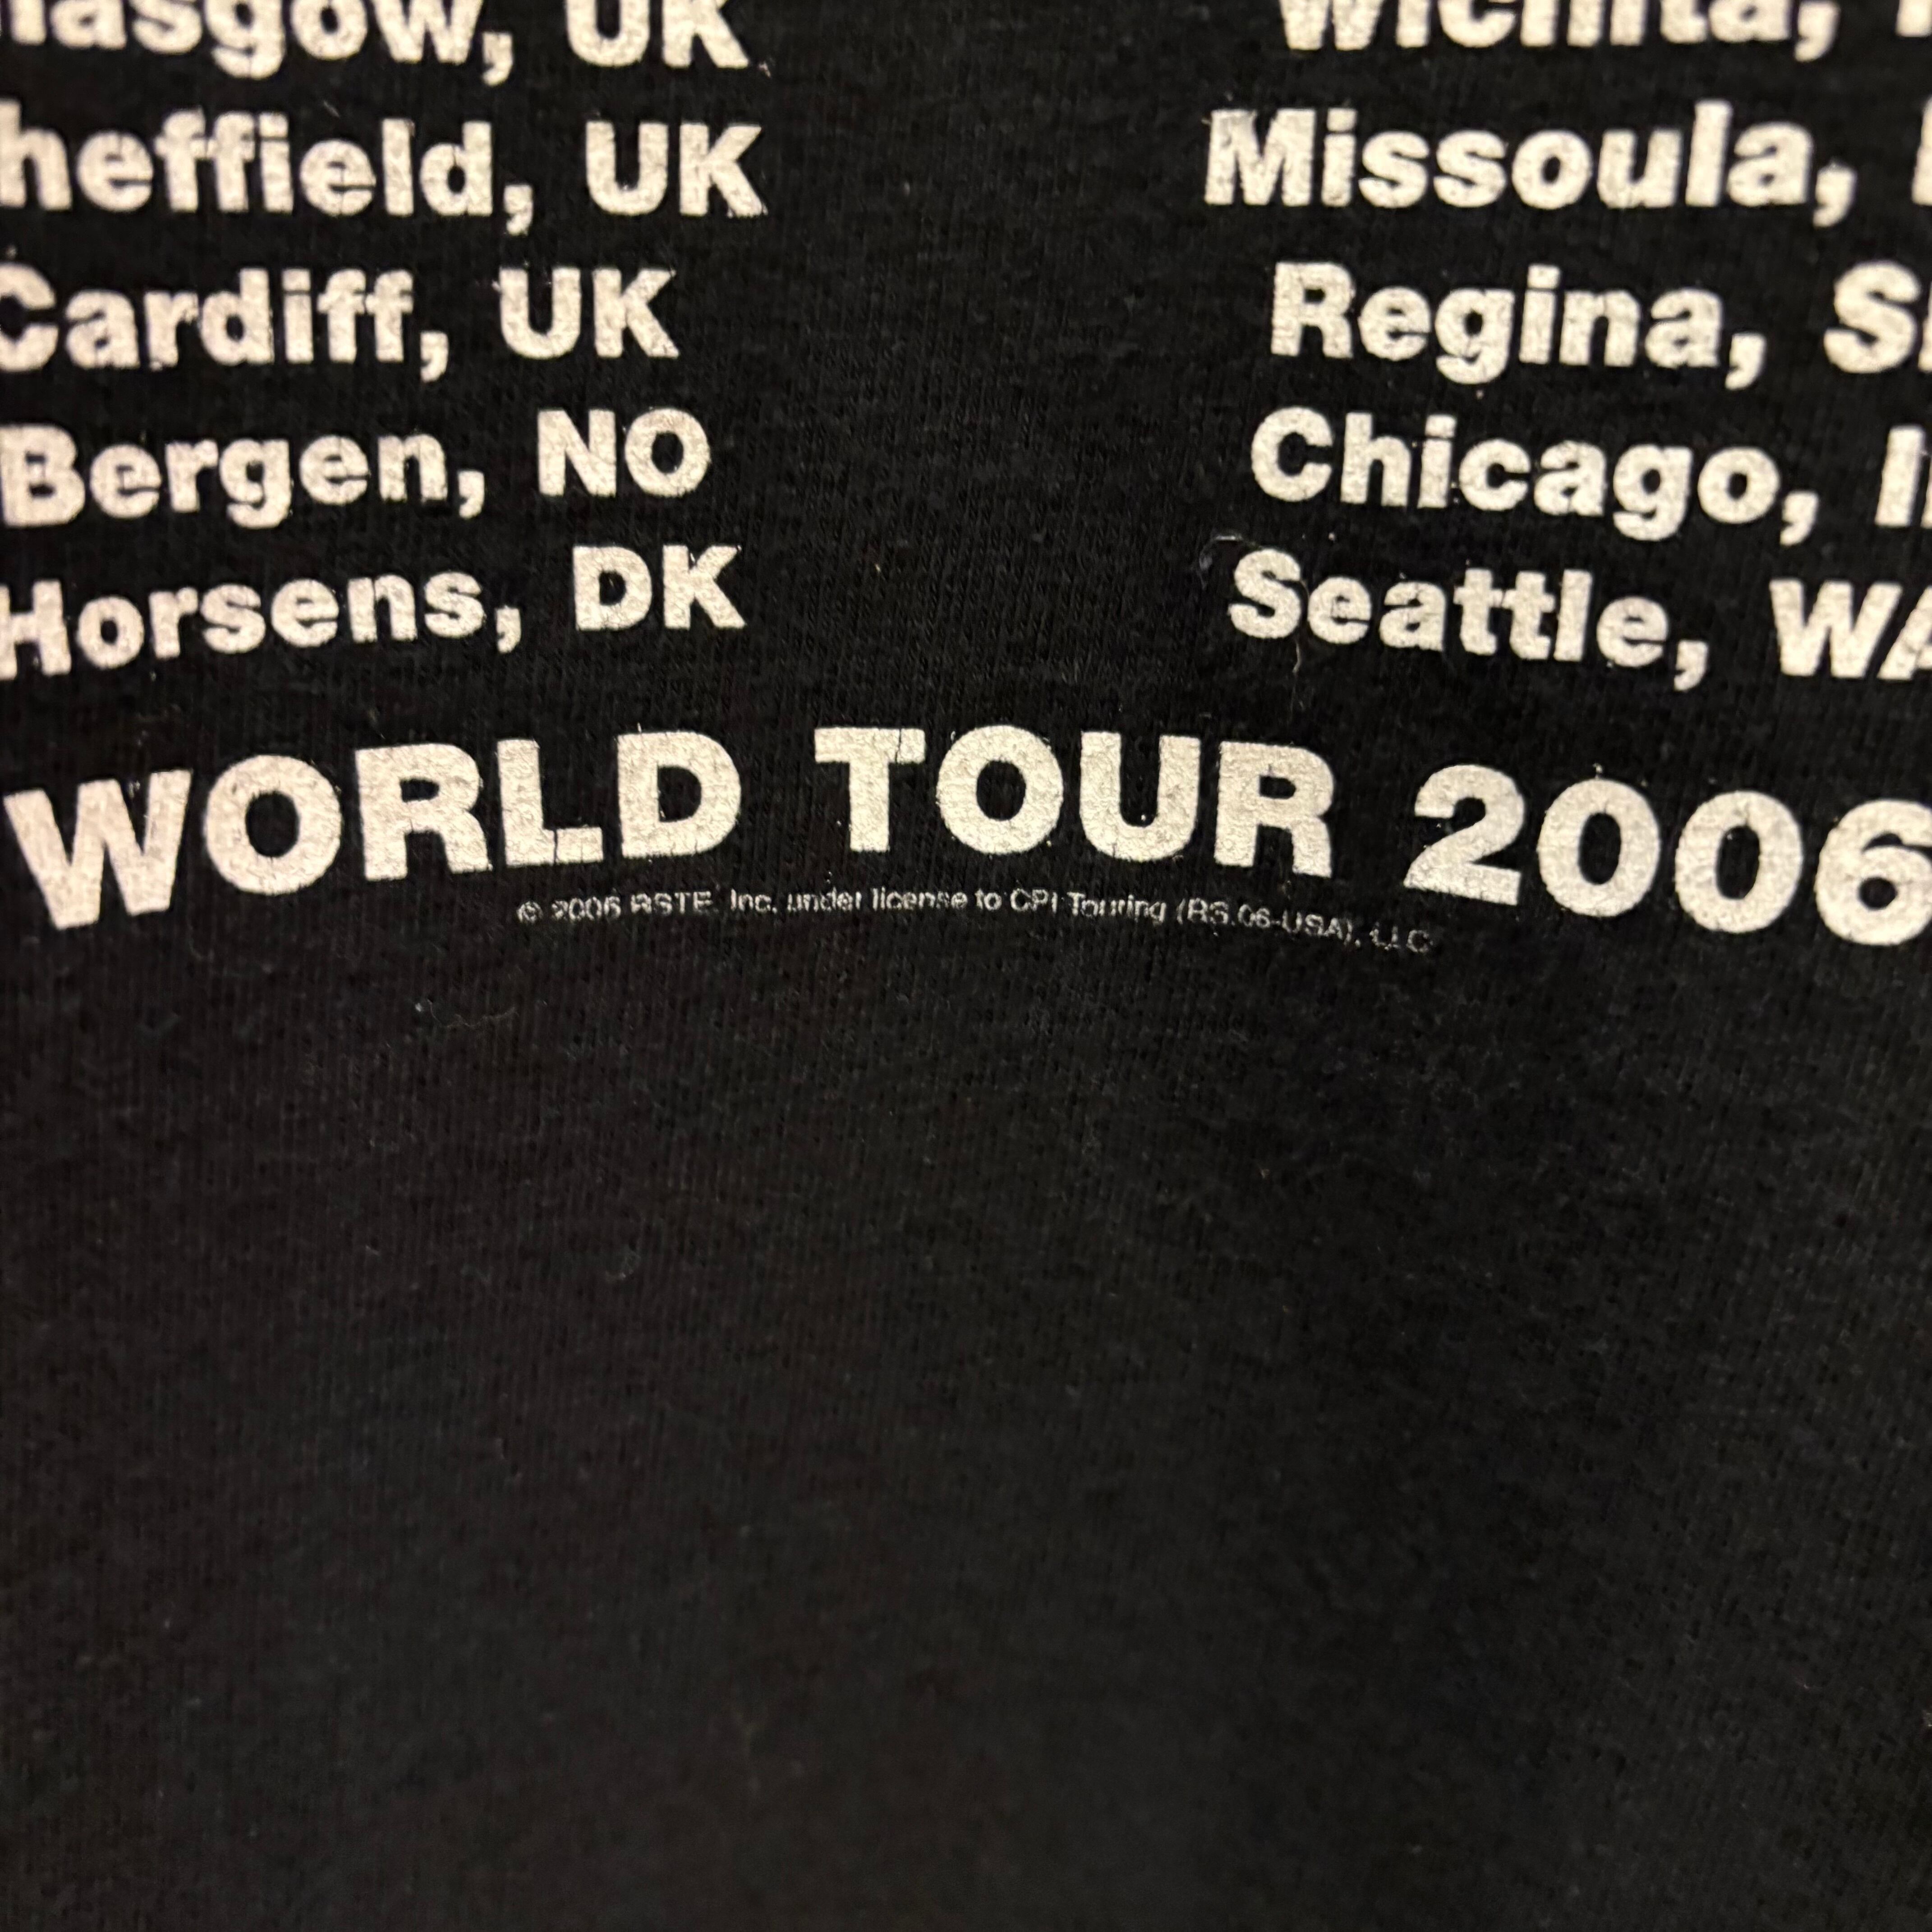 lasgow, UK
heffield, UK
Cardiff, UK
Bergen, NO
Horsens, DK
Wichita,
Missoula,
Regina, S
Chicago, I
Seattle, WA
WORLD TOUR 2006
© 2006 RSTE, Inc. under license to CPI Touring (RS.06-USA), LLC